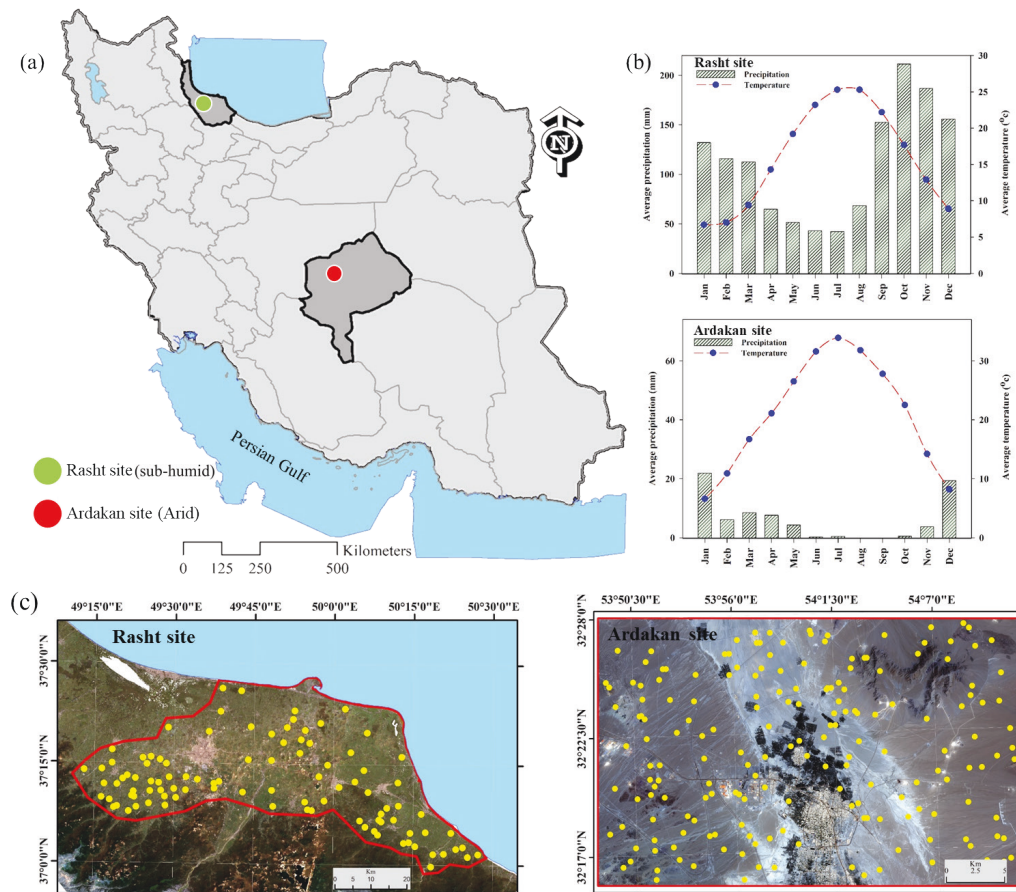 (a)
N
Persian Gulf
Rasht site (sub-humid)
Ardakan site (Arid)
Kilometers
0 125 250 500
(b)
Rasht site
Precipitation
Temperature
Average precipitation (mm)
200
150
100
50
0
30
25
20
15
10
5
0
Average temperature (°c)
Jan Feb Mar Apr May Jun Jul Aug Sep Oct Nov Dec
Ardakan site
Precipitation
Temperature
Average precipitation (mm)
60
40
20
0
30
20
10
0
Average temperature (°c)
Jan Feb Mar Apr May Jun Jul Aug Sep Oct Nov Dec
(c)
49°15'0"E 49°30'0"E 49°45'0"E 50°0'0"E 50°15'0"E 50°30'0"E
Rasht site
37°30'0"N
37°15'0"N
37°0'0"N
Km
0 10 20
53°50'30"E 53°56'0"E 54°1'30"E 54°7'0"E
Ardakan site
32°28'0"N
32°22'30"N
32°17'0"N
Km
0 2.5 5